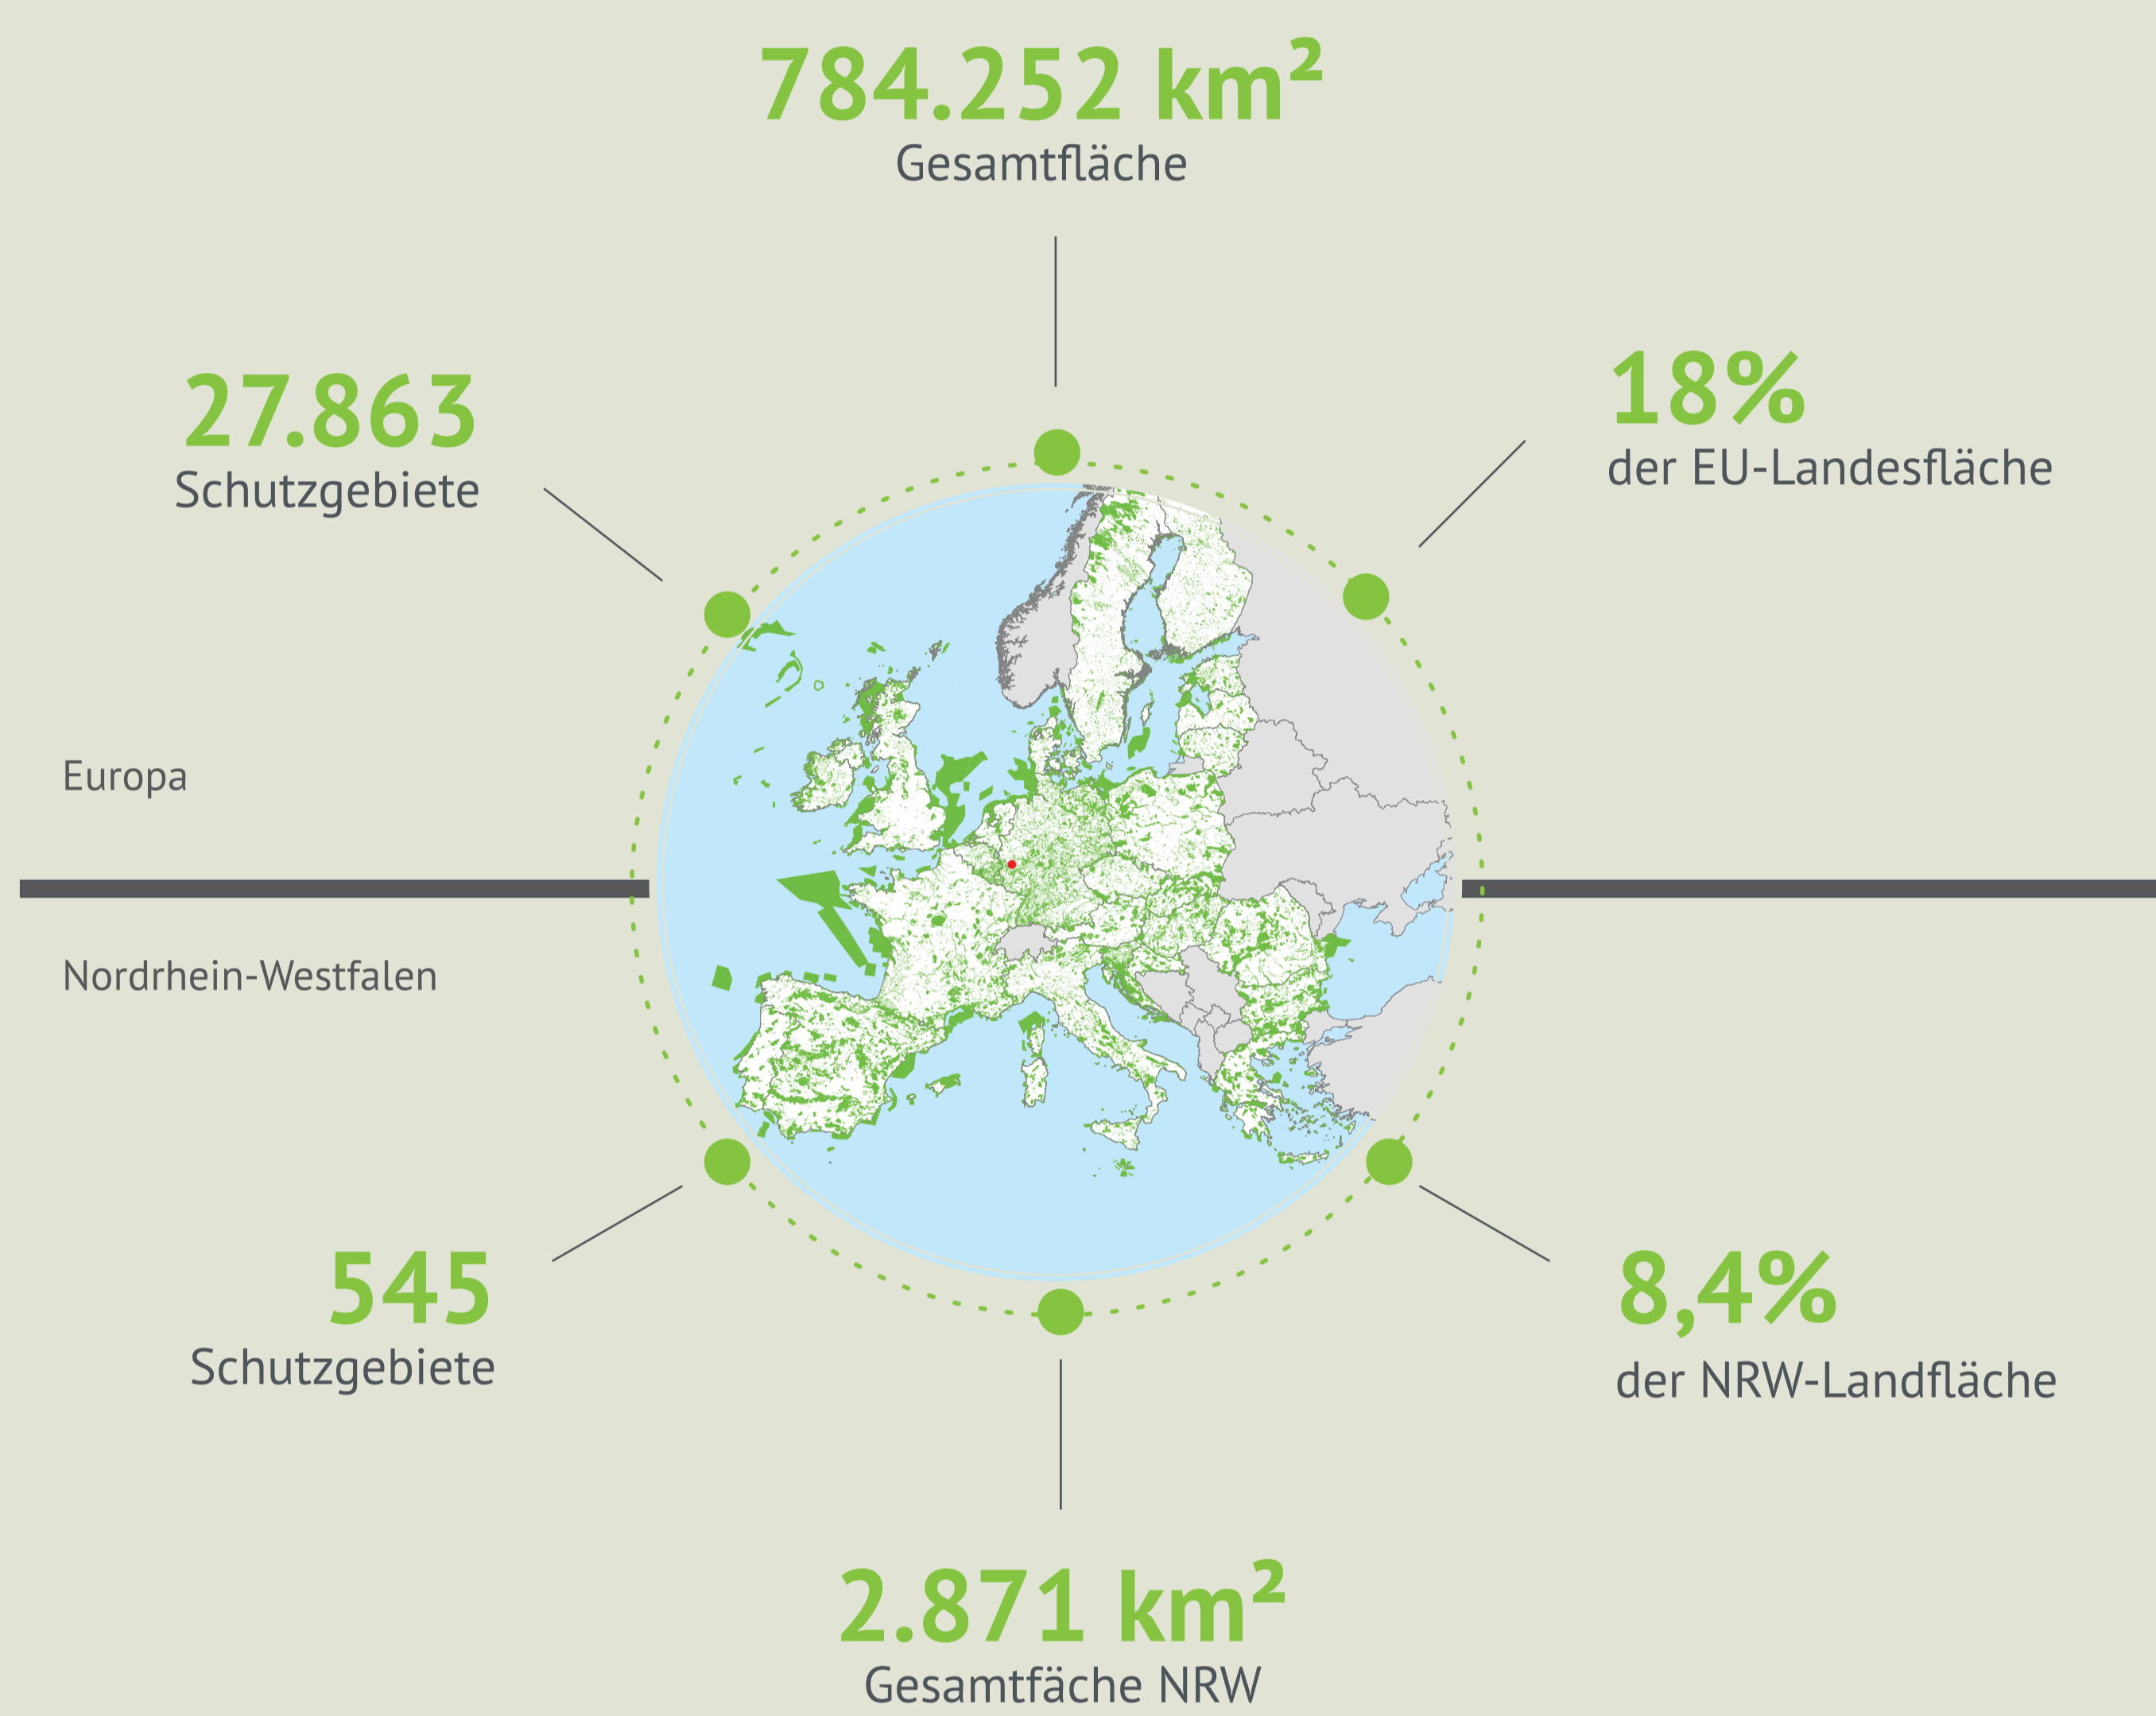 784.252 km²
Gesamtfläche
27.863
Schutzgebiete
18%
der EU-Landesfläche
Europa
Nordrhein-Westfalen
545
Schutzgebiete
8,4%
der NRW-Landfläche
2.871 km²
Gesamtfäche NRW